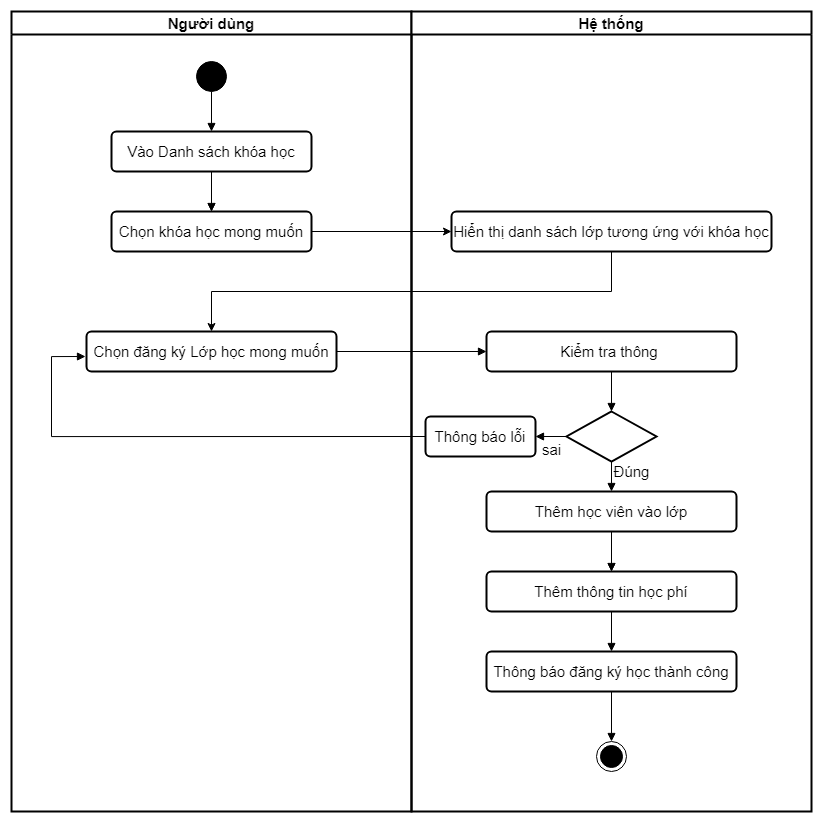 Người dùng
Hệ thống
Vào Danh sách khóa học
Chọn khóa học mong muốn
Hiển thị danh sách lớp tương ứng với khóa học
Chọn đăng ký Lớp học mong muốn
Kiểm tra thông
Thông báo lỗi
sai
Đúng
Thêm học viên vào lớp
Thêm thông tin học phí
Thông báo đăng ký học thành công